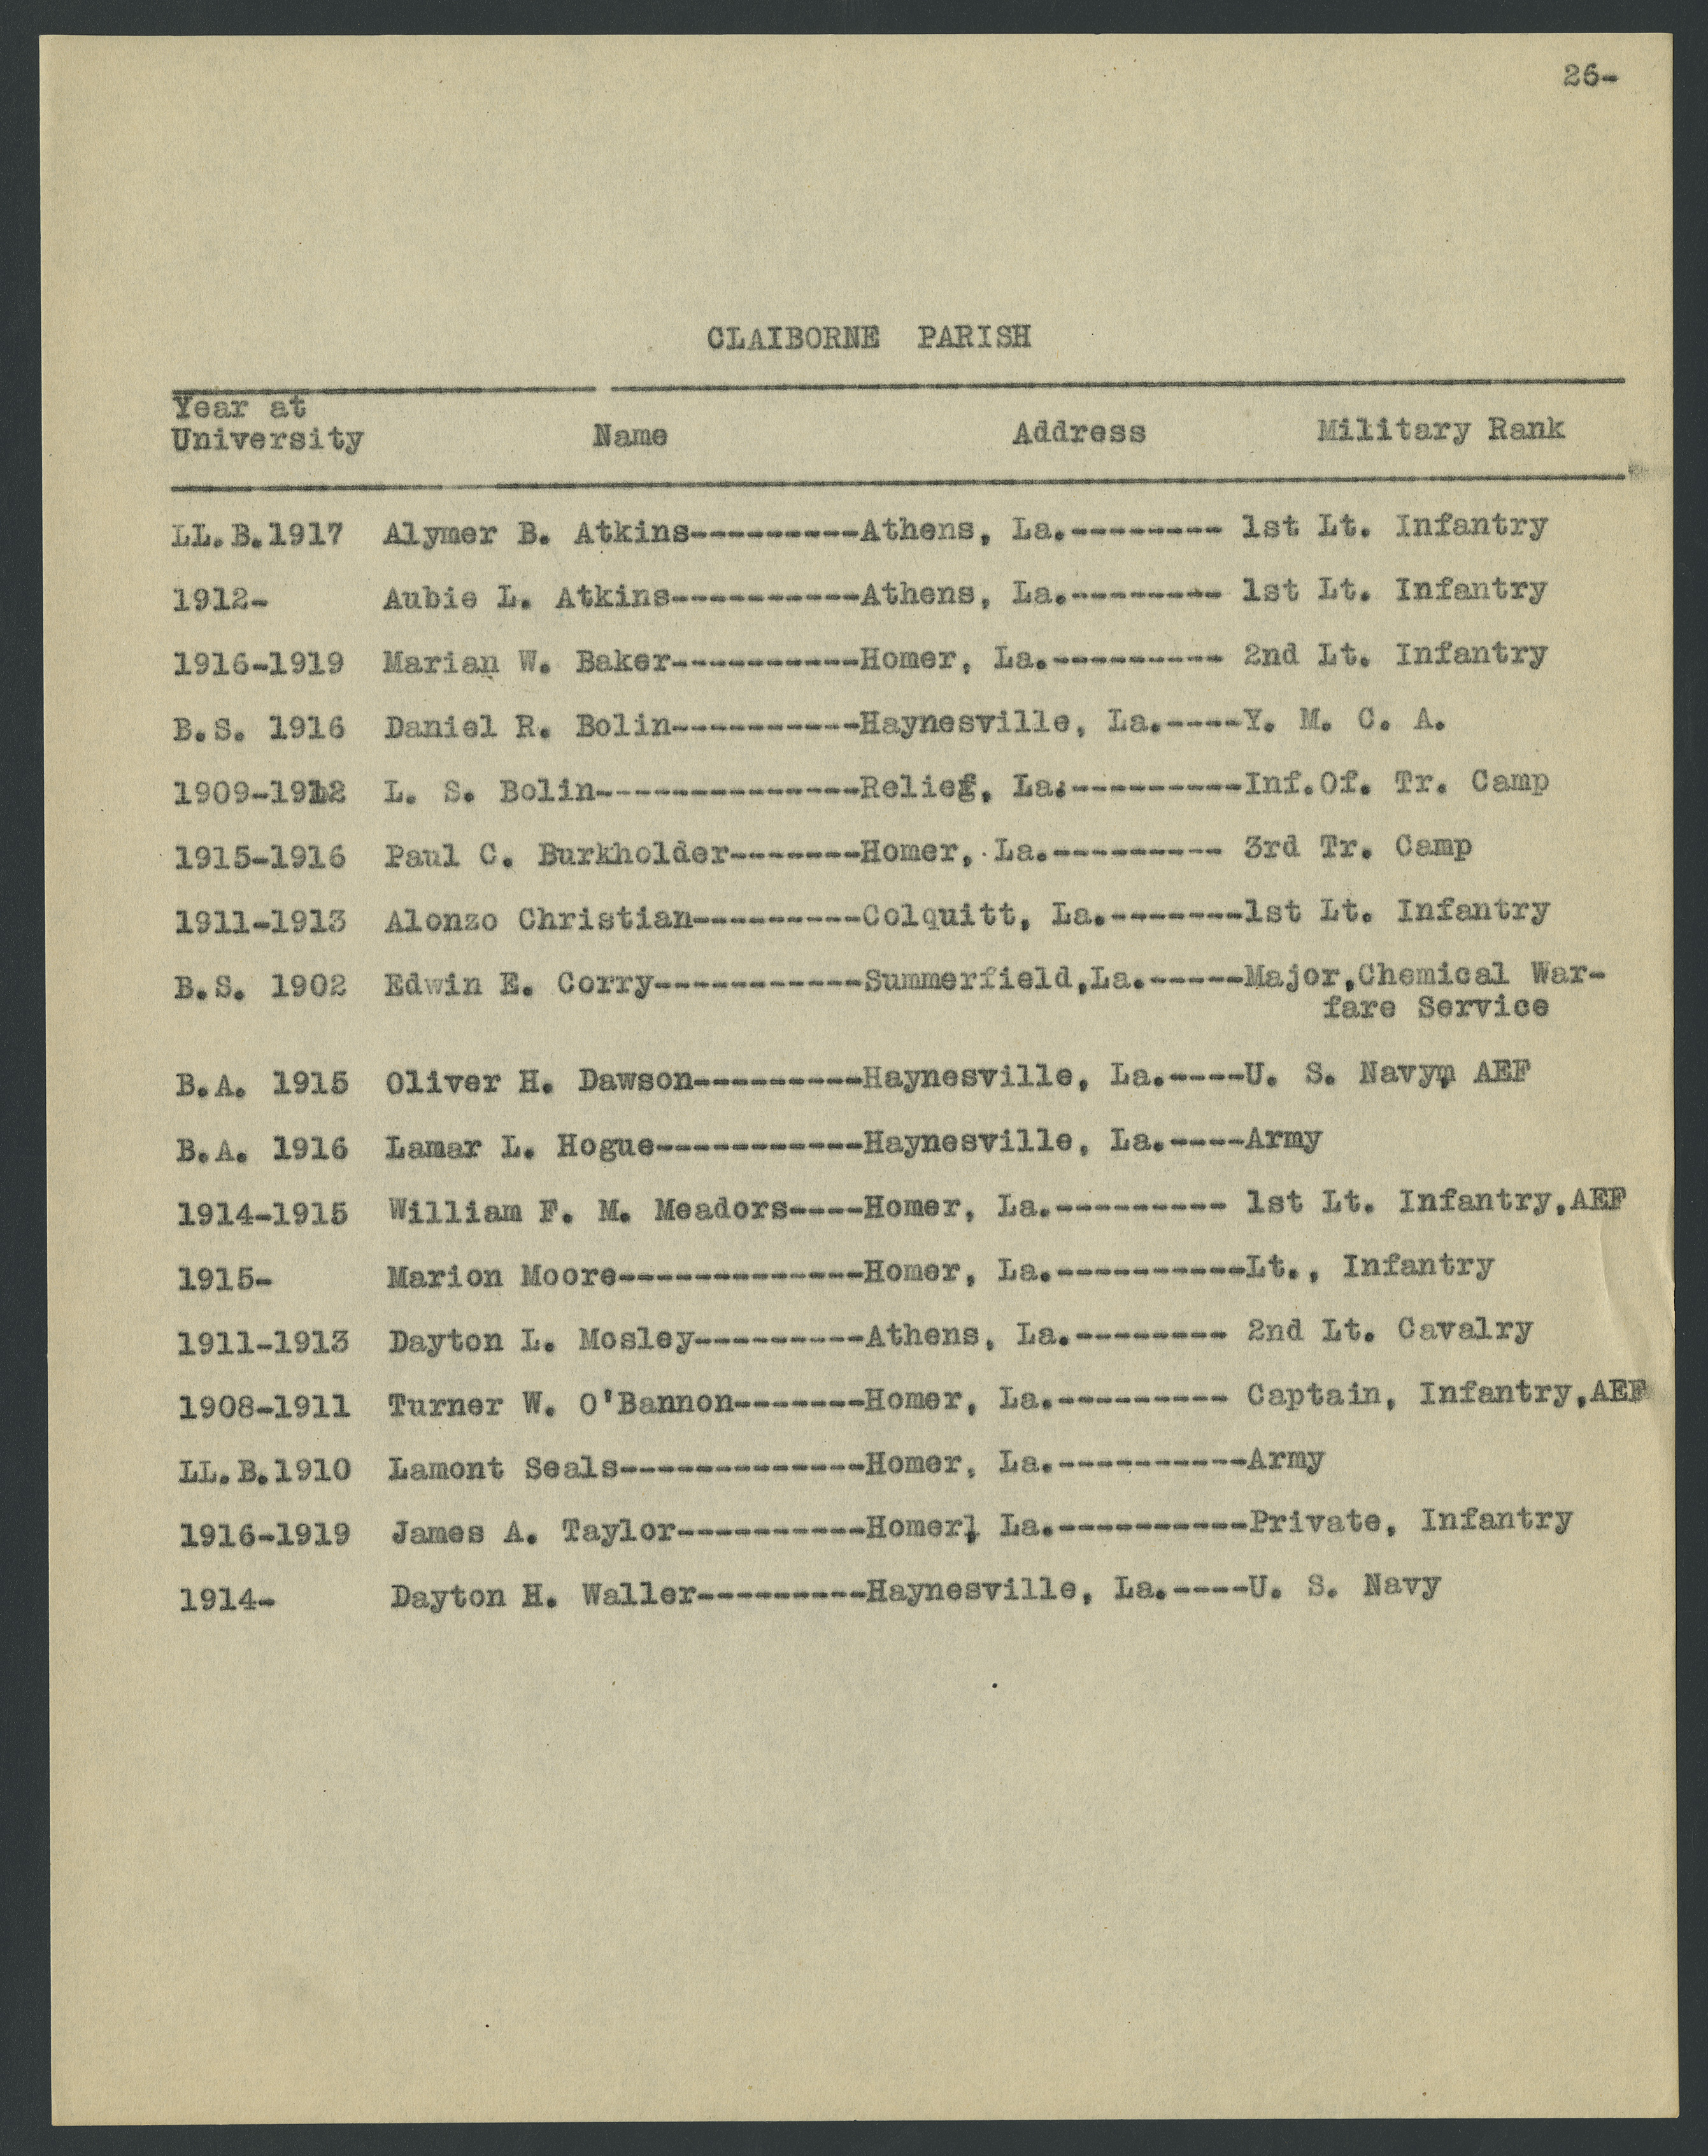 26-
CLAIBORNE PARISH
Year at
University Name Address Military Rank
LL.B.1917 Alymer B. Atkins---------Athens, La.-------- 1st Lt. Infantry
1912- Aubie L. Atkins----------Athens, La.-------- 1st Lt. Infantry
1916-1919 Marian W. Baker----------Homer, La.--------- 2nd Lt. Infantry
B.S. 1916 Daniel R. Bolin----------Haynesville, La.----Y. M. C. A.
1909-1912 L. S. Bolin--------------Relief, La.---------Inf.Of. Tr. Camp
1915-1916 Paul C. Burkholder-------Homer, La.--------- 3rd Tr. Camp
1911-1913 Alonzo Christian---------Colquitt, La.-------1st Lt. Infantry
B.S. 1902 Edwin E. Corry-----------Summerfield,La.-----Major,Chemical War-
fare Service
B.A. 1915 Oliver H. Dawson---------Haynesville, La.----U. S. Navy, AEF
B.A. 1916 Lamar L. Hogue-----------Haynesville, La.----Army
1914-1915 William F. M. Meadors----Homer, La.--------- 1st Lt. Infantry,AEF
1915- Marion Moore-------------Homer, La.----------Lt., Infantry
1911-1913 Dayton L. Mosley---------Athens, La.-------- 2nd Lt. Cavalry
1908-1911 Turner W. O'Bannon-------Homer, La.--------- Captain, Infantry,AEF
LL.B.1910 Lamont Seals-------------Homer, La.----------Army
1916-1919 James A. Taylor----------Homer, La.----------Private, Infantry
1914- Dayton H. Waller---------Haynesville, La.----U. S. Navy